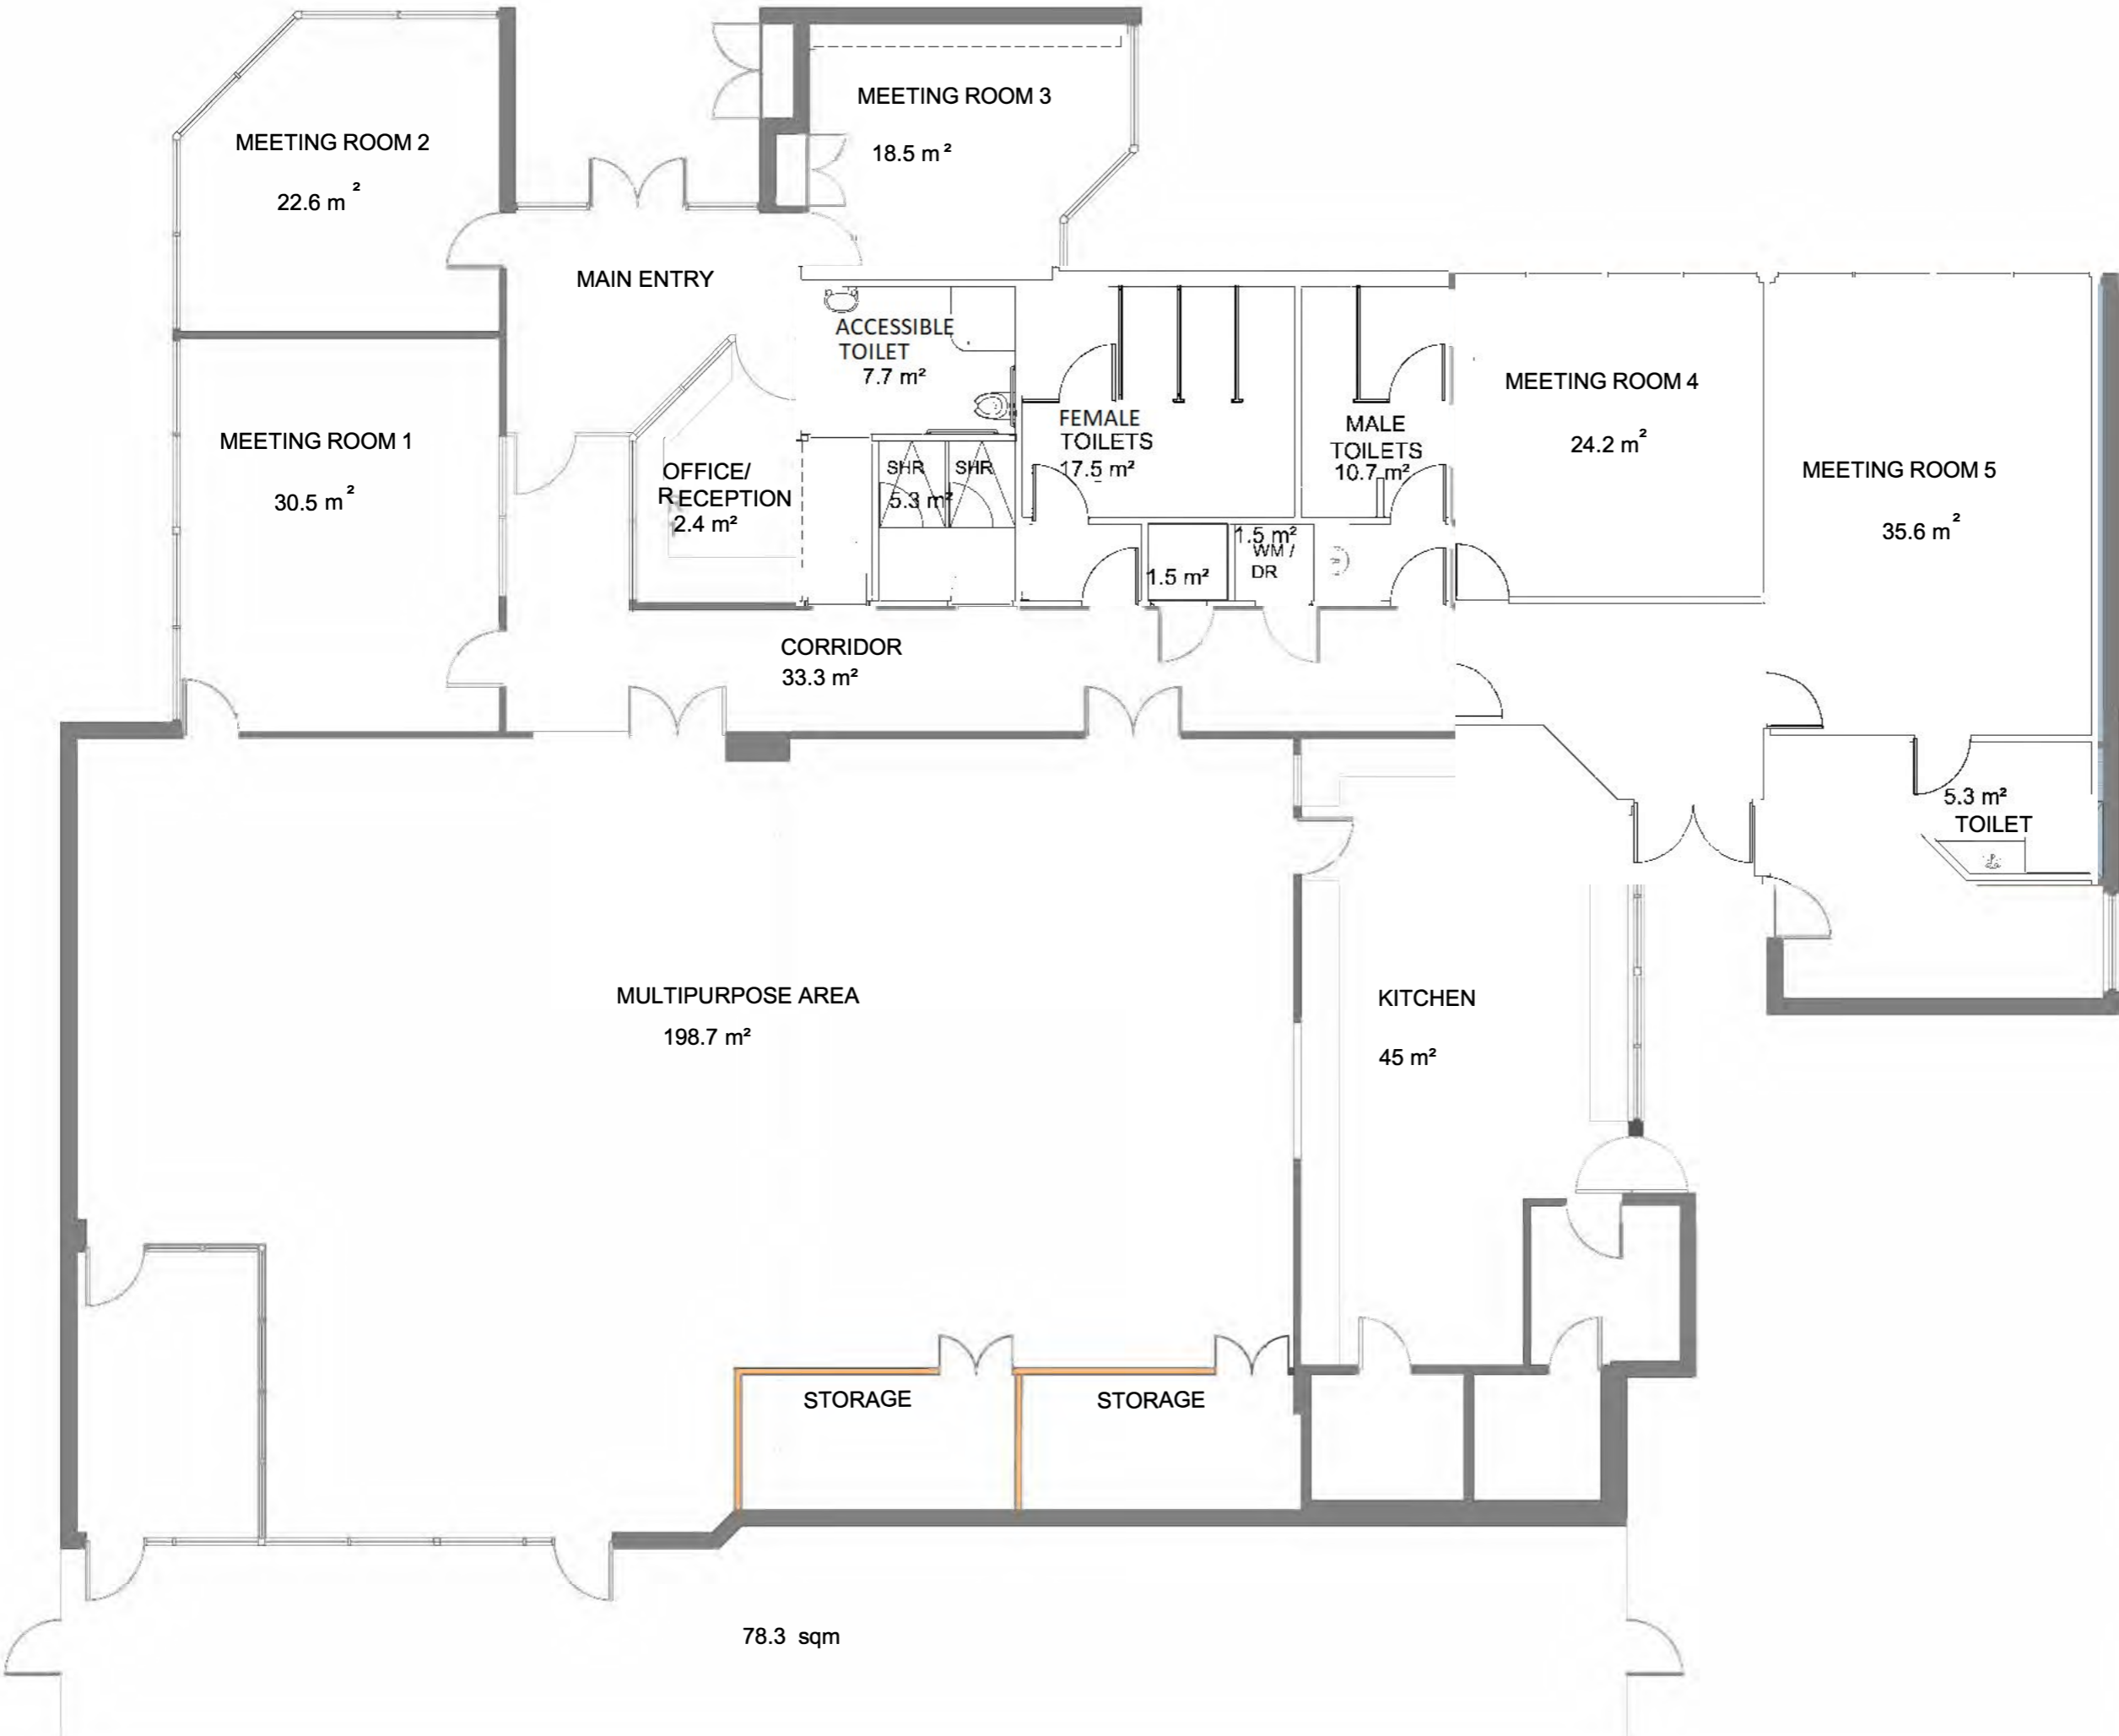 MEETING ROOM 2
22.6 m²
MEETING ROOM 3
18.5 m²
MAIN ENTRY
ACCESSIBLE
TOILET
7.7 m²
MEETING ROOM 1
30.5 m²
OFFICE/
RECEPTION
2.4 m²
SHR
SHR
5.3 m²
FEMALE
TOILETS
17.5 m²
MALE
TOILETS
10.7 m²
1.5 m²
1.5 m²
WM /
DR
MEETING ROOM 4
24.2 m²
MEETING ROOM 5
35.6 m²
CORRIDOR
33.3 m²
5.3 m²
TOILET
MULTIPURPOSE AREA
198.7 m²
KITCHEN
45 m²
STORAGE
STORAGE
78.3 sqm